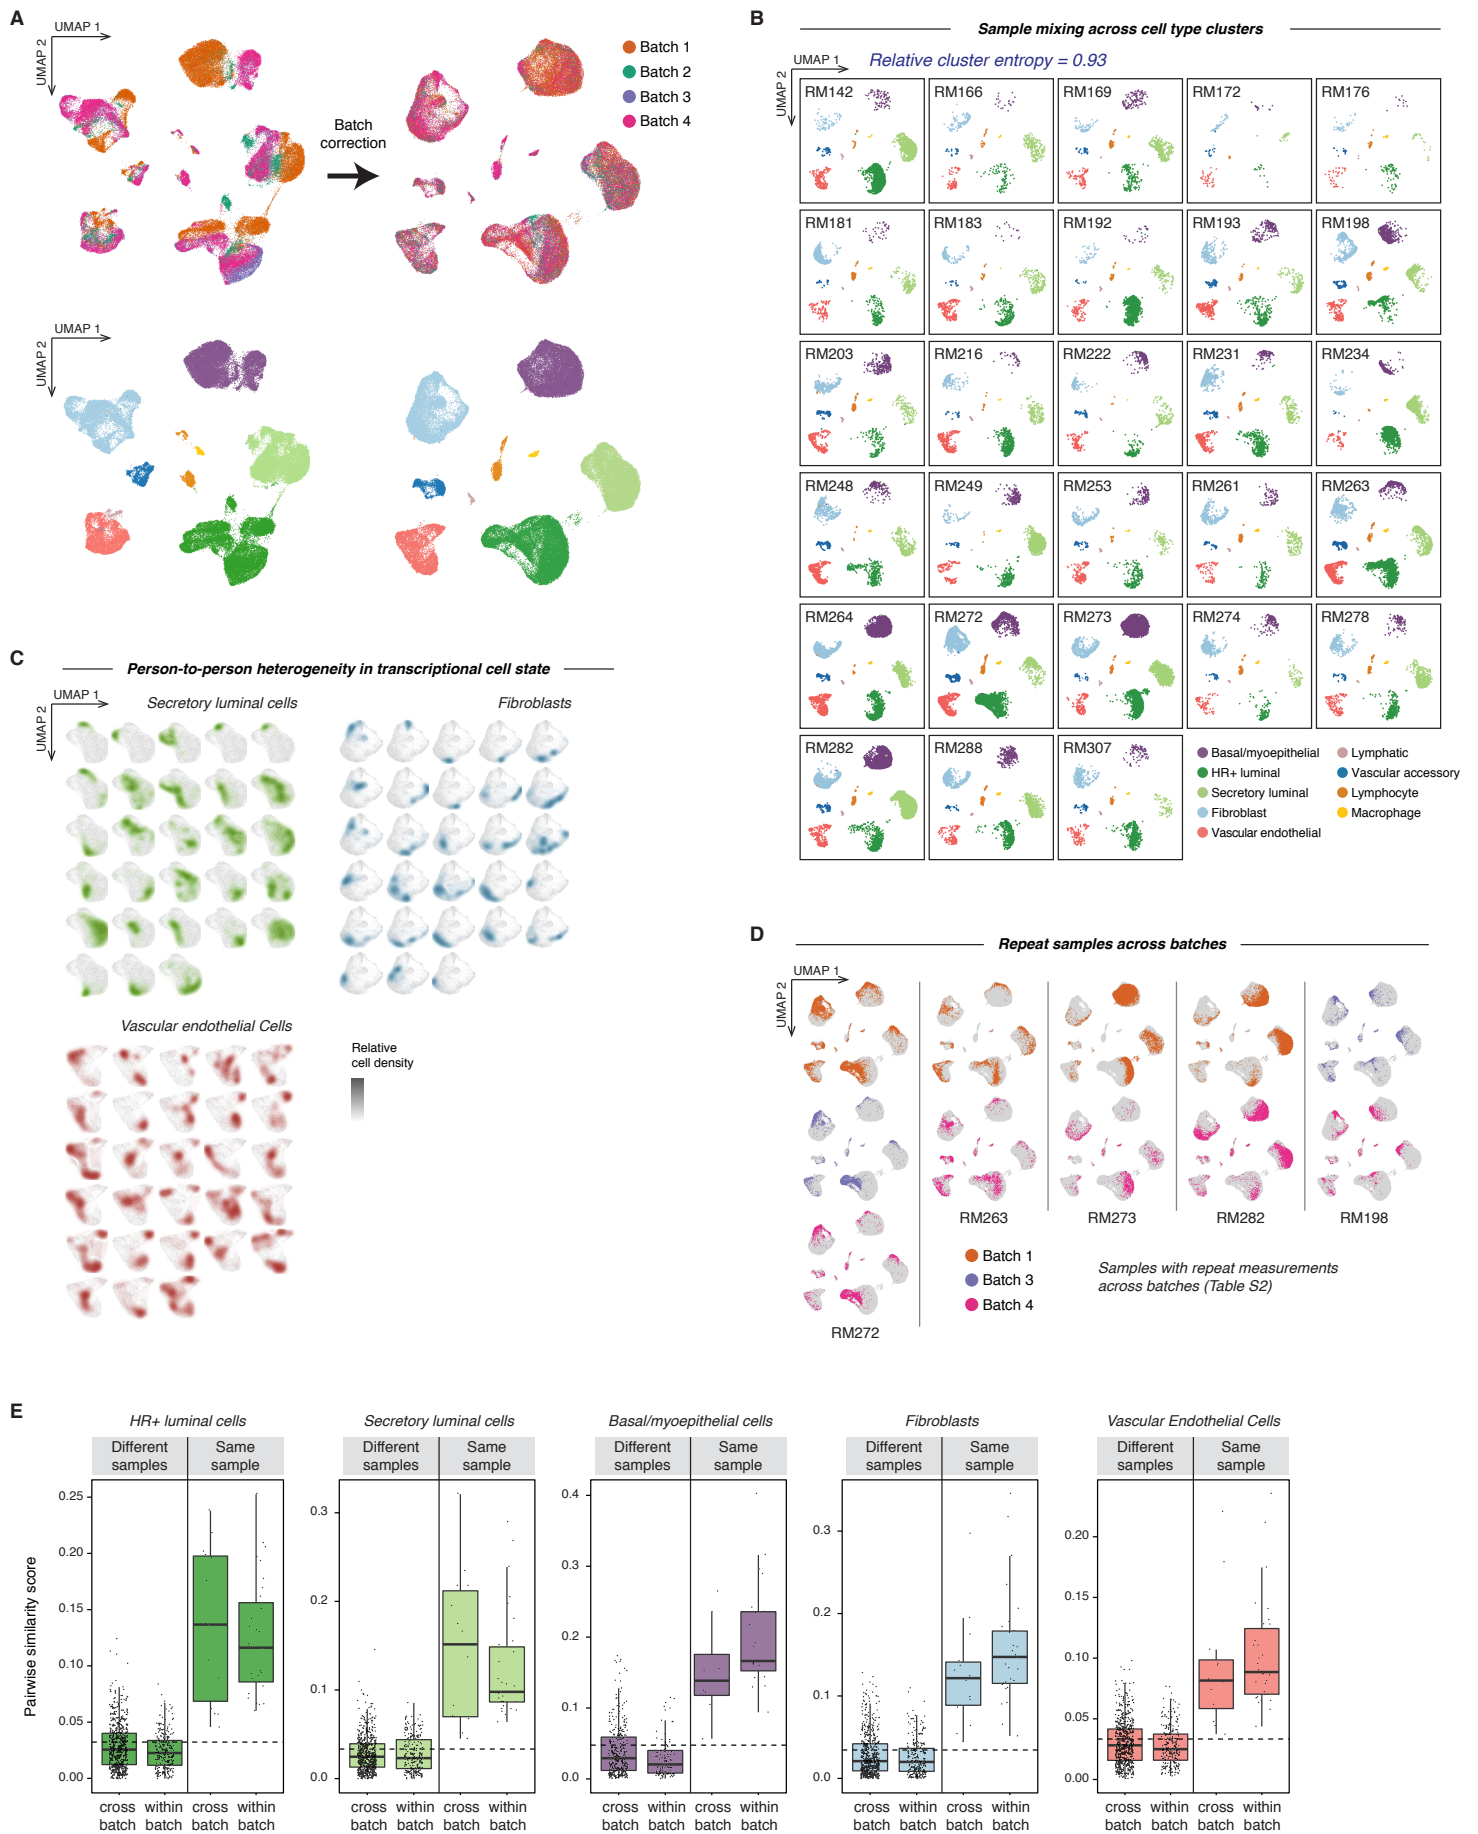 A
UMAP 1
UMAP 2
Batch 1
Batch 2
Batch 3
Batch 4
Batch
correction
UMAP 1
UMAP 2
B
Sample mixing across cell type clusters
UMAP 1
UMAP 2
Relative cluster entropy = 0.93
RM142
RM166
RM169
RM172
RM176
RM181
RM183
RM192
RM193
RM198
RM203
RM216
RM222
RM231
RM234
RM248
RM249
RM253
RM261
RM263
RM264
RM272
RM273
RM274
RM278
RM282
RM288
RM307
Basal/myoepithelial
HR+ luminal
Secretory luminal
Fibroblast
Vascular endothelial
Lymphatic
Vascular accessory
Lymphocyte
Macrophage
C
Person-to-person heterogeneity in transcriptional cell state
UMAP 1
UMAP 2
Secretory luminal cells
Fibroblasts
Vascular endothelial Cells
Relative
cell density
D
Repeat samples across batches
UMAP 1
UMAP 2
RM263
RM273
RM282
RM198
RM272
Batch 1
Batch 3
Batch 4
Samples with repeat measurements
across batches (Table S2)
E
Pairwise similarity score
HR+ luminal cells
Different
samples
Same
sample
0.25
0.20
0.15
0.10
0.05
0.00
cross
batch
within
batch
cross
batch
within
batch
Secretory luminal cells
Different
samples
Same
sample
0.3
0.2
0.1
0.0
cross
batch
within
batch
cross
batch
within
batch
Basal/myoepithelial cells
Different
samples
Same
sample
0.4
0.3
0.2
0.1
0.0
cross
batch
within
batch
cross
batch
within
batch
Fibroblasts
Different
samples
Same
sample
0.3
0.2
0.1
0.0
cross
batch
within
batch
cross
batch
within
batch
Vascular Endothelial Cells
Different
samples
Same
sample
0.20
0.15
0.10
0.05
0.00
cross
batch
within
batch
cross
batch
within
batch